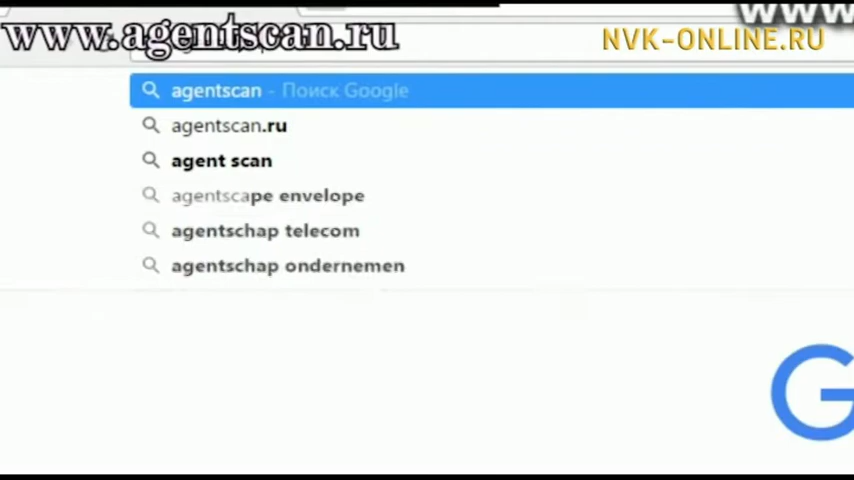 www.agentscan.ru
www
NVK-ONLINE.RU
agentscan - Поиск Google
agentscan.ru
agent scan
agentscape envelope
agentschap telecom
agentschap ondernemen
G